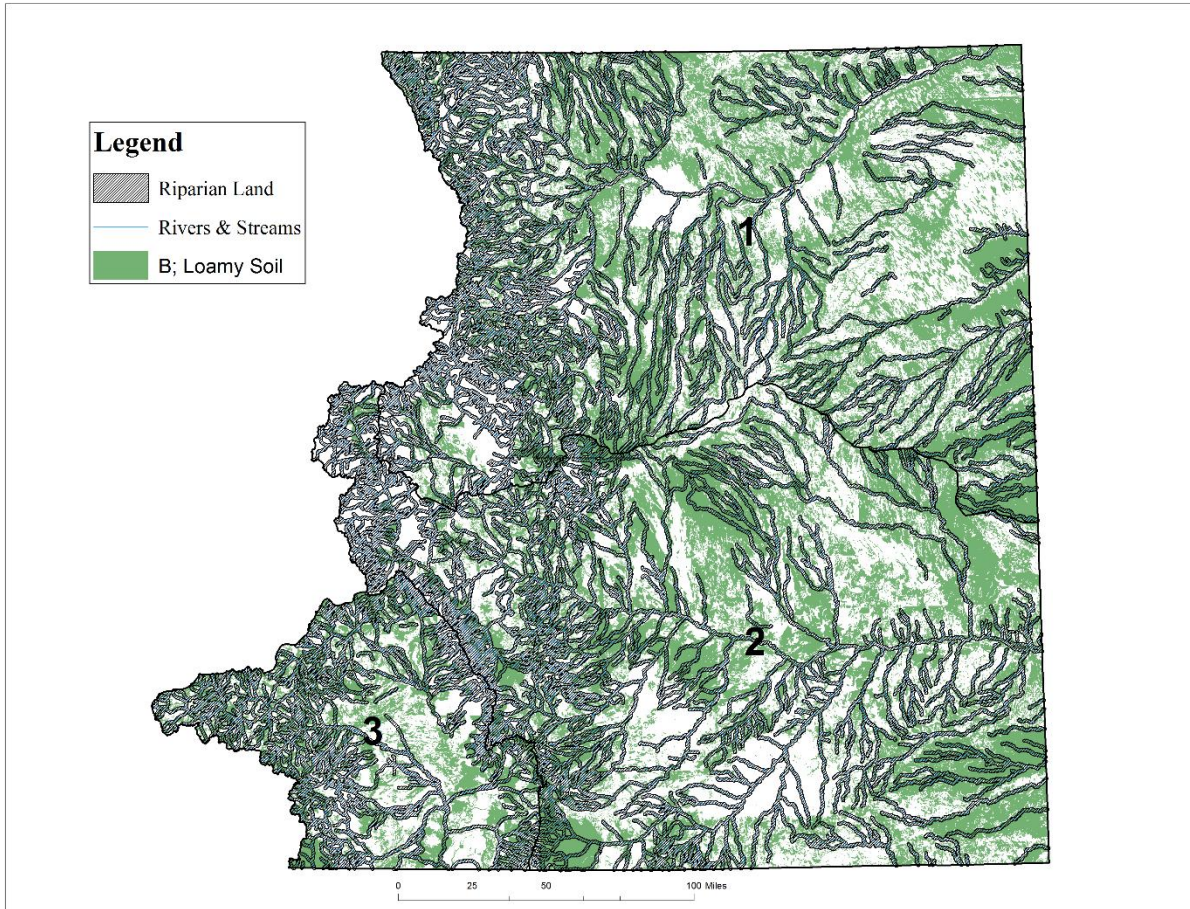 Legend
Riparian Land
Rivers & Streams
B; Loamy Soil
1
2
3
0 25 50 100 Miles